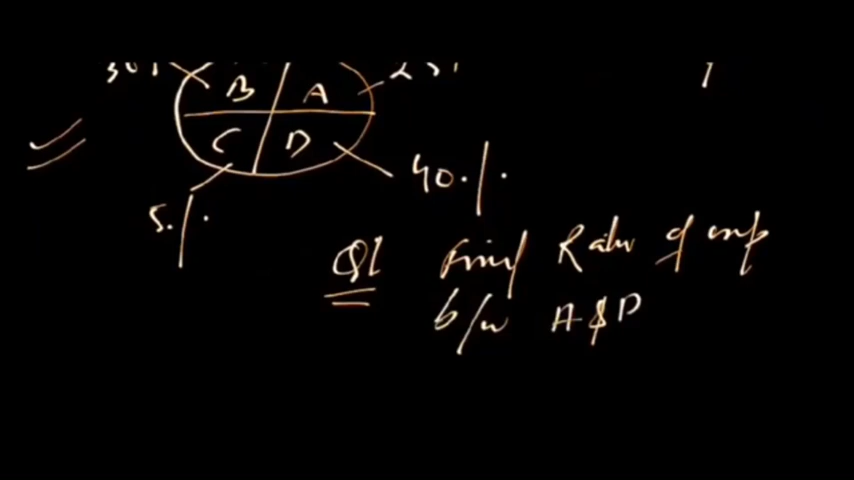 B A
C D
40.%.
5.%.
Q1 Find Ratio of emp
b/w A & D